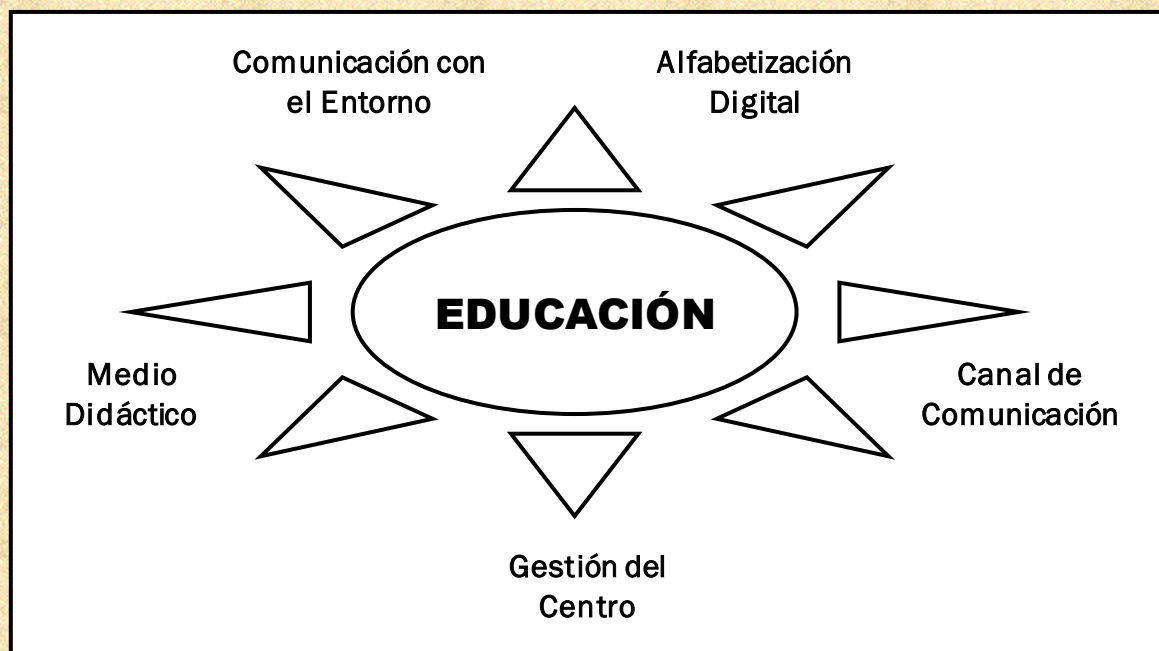 Comunicación con
el Entorno
Alfabetización
Digital
EDUCACIÓN
Medio
Didáctico
Canal de
Comunicación
Gestión del
Centro